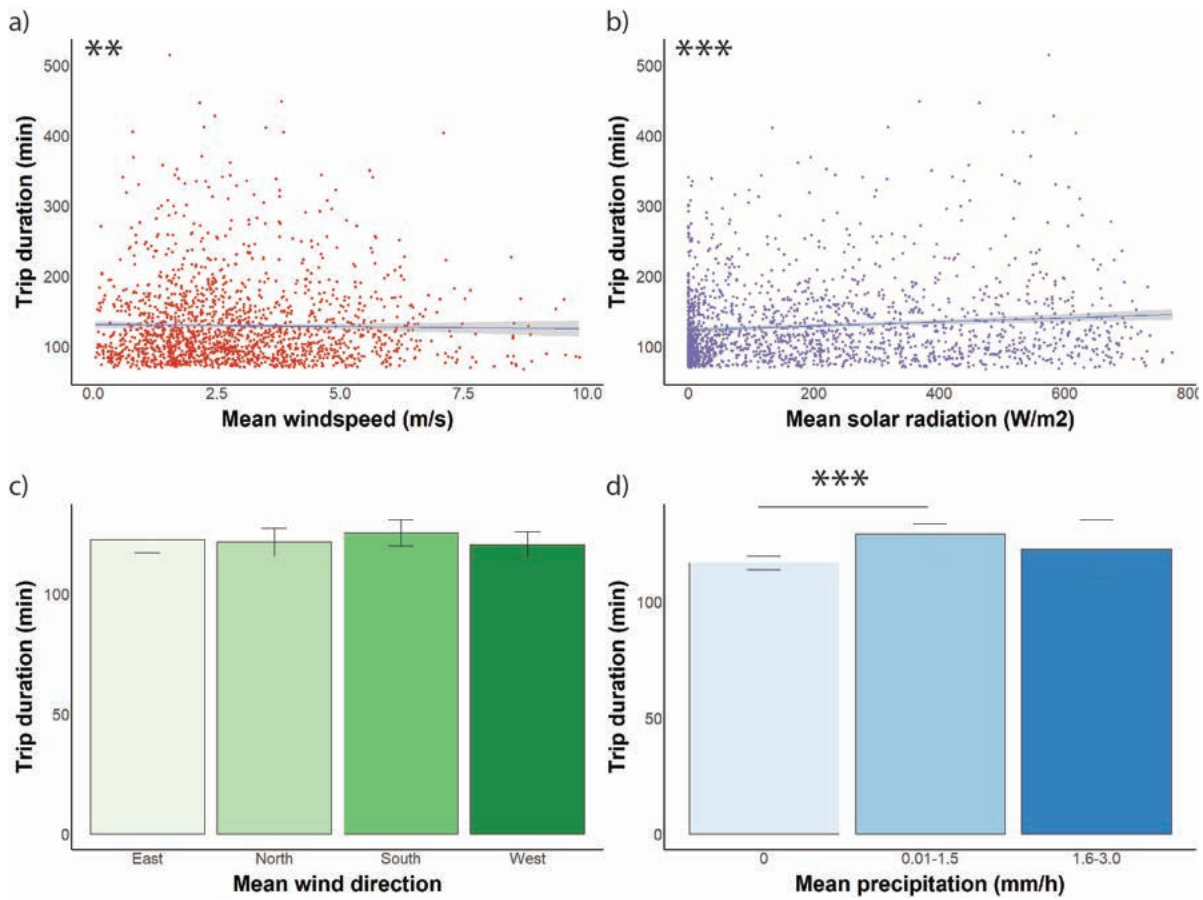 a)
**
500
400
300
200
100
Trip duration (min)
0.0 2.5 5.0 7.5 10.0
Mean windspeed (m/s)
b)
***
500
400
300
200
100
Trip duration (min)
0 200 400 600 800
Mean solar radiation (W/m2)
c)
100
50
0
Trip duration (min)
East North South West
Mean wind direction
d)
***
100
50
0
Trip duration (min)
0 0.01-1.5 1.6-3.0
Mean precipitation (mm/h)